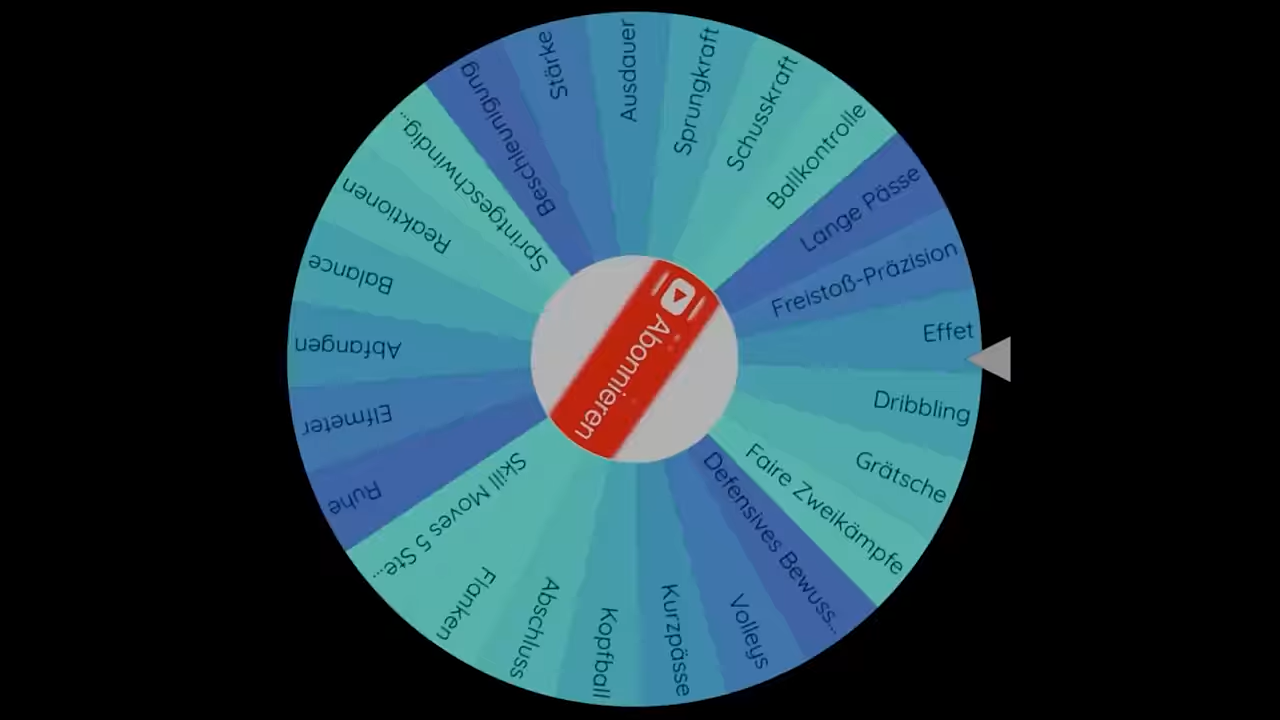 Ausdauer
Sprungkraft
Schusskraft
Ballkontrolle
Lange Pässe
Freistoß-Präzision
Effet
Dribbling
Grätsche
Faire Zweikämpfe
Defensives Bewuss...
Volleys
Kurzpässe
Kopfball
Abschluss
Flanken
Skill Moves 5 Ste...
Ruhe
Elfmeter
Abfangen
Balance
Reaktionen
Sprintgeschwindig...
Beschleunigung
Stärke
Abonnieren